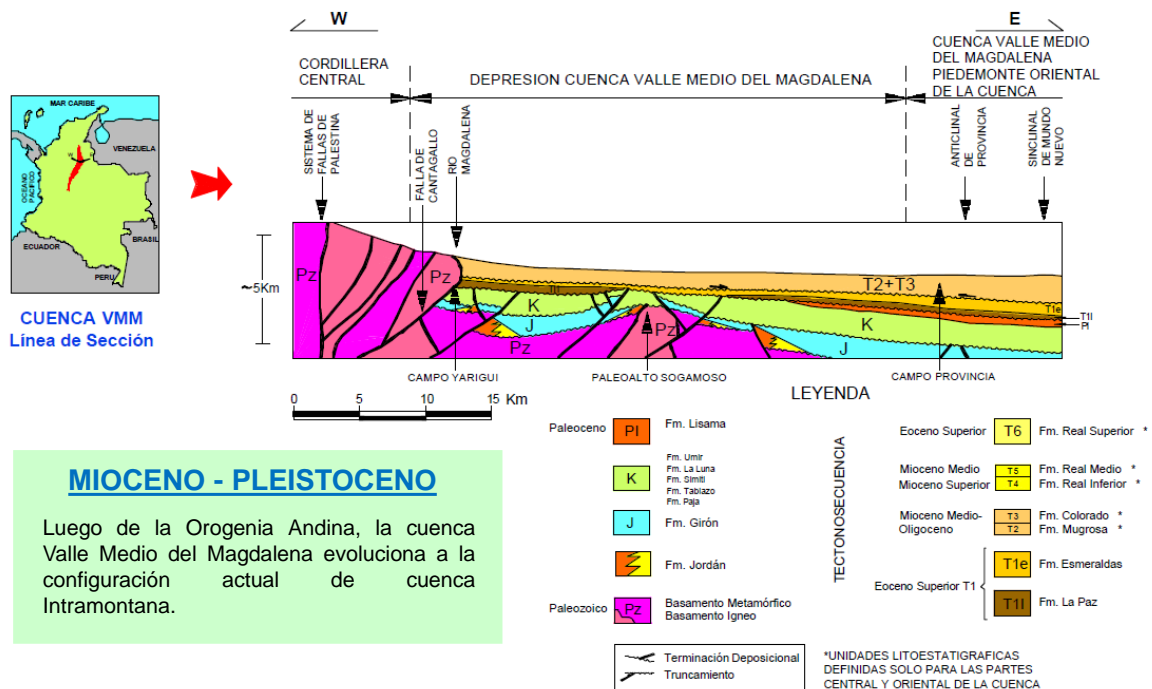 W
E
CORDILLERA
CENTRAL
DEPRESION CUENCA VALLE MEDIO DEL MAGDALENA
CUENCA VALLE MEDIO
DEL MAGDALENA
PIEDEMONTE ORIENTAL
DE LA CUENCA
SISTEMA DE
FALLAS DE
PALESTINA
FALLA DE
CANTAGALLO
RIO
MAGDALENA
ANTICLINAL
DE
PROVINCIA
SINCLINAL
DE MUNDO
NUEVO
MAR CARIBE
VENEZUELA
OCEANO
PACIFICO
W
E
BRASIL
ECUADOR
PERU
CUENCA VMM
Línea de Sección
~5Km
Pz
Pz
T1l
K
J
Pz
Pz
T2+T3
K
J
T1e
T1l
Pl
CAMPO YARIGUI
PALEOALTO SOGAMOSO
CAMPO PROVINCIA
0 5 10 15 Km
LEYENDA
Paleoceno
Pl
Fm. Lisama
K
Fm. Umir
Fm. La Luna
Fm. Simiti
Fm. Tablazo
Fm. Paja
J
Fm. Girón
Fm. Jordán
Paleozoico
Pz
Basamento Metamórfico
Basamento Igneo
Terminación Deposicional
Truncamiento
TECTONOSECUENCIA
Eoceno Superior
T6
Fm. Real Superior *
Mioceno Medio
T5
Fm. Real Medio *
Mioceno Superior
T4
Fm. Real Inferior *
Mioceno Medio-
Oligoceno
T3
Fm. Colorado *
T2
Fm. Mugrosa *
Eoceno Superior T1
T1e
Fm. Esmeraldas
T1l
Fm. La Paz
*UNIDADES LITOESTATIGRAFICAS
DEFINIDAS SOLO PARA LAS PARTES
CENTRAL Y ORIENTAL DE LA CUENCA
MIOCENO - PLEISTOCENO
Luego de la Orogenia Andina, la cuenca
Valle Medio del Magdalena evoluciona a la
configuración actual de cuenca
Intramontana.